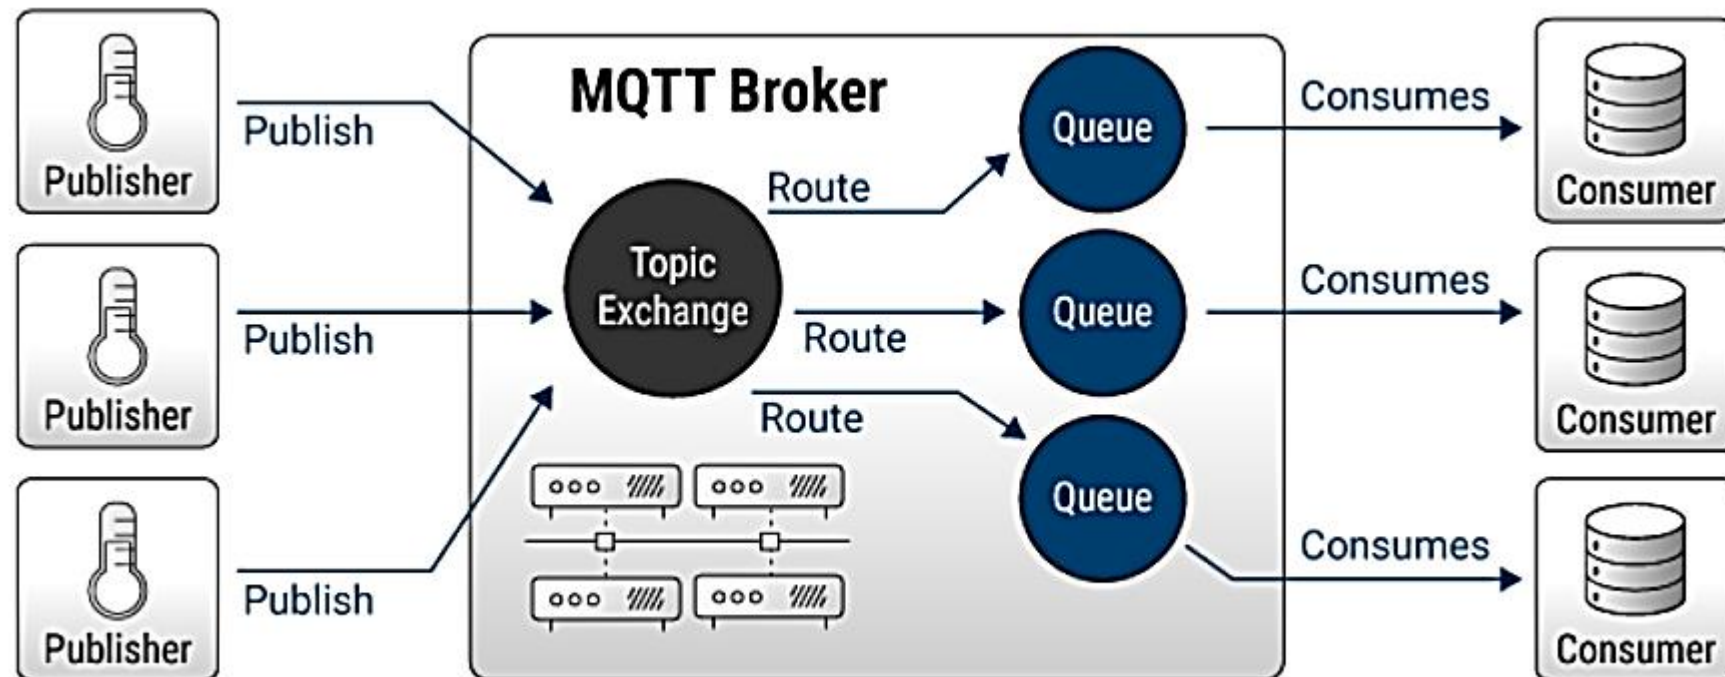 MQTT Broker
Publisher
Publish
Publisher
Publish
Publisher
Publish
Topic
Exchange
Route
Route
Route
Queue
Queue
Queue
Consumes
Consumes
Consumes
Consumer
Consumer
Consumer